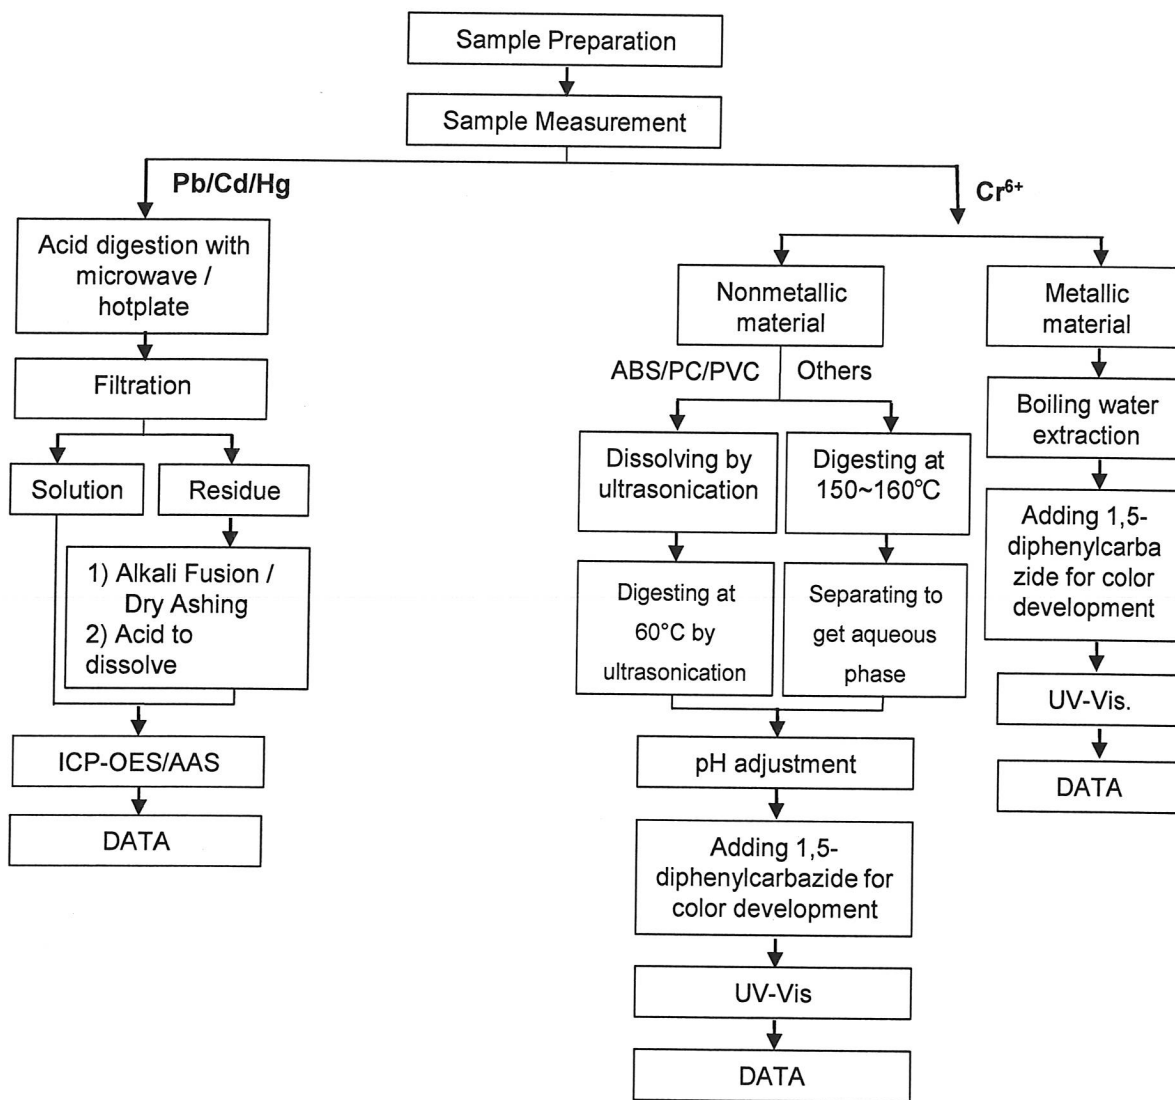 Sample Preparation
Sample Measurement
Pb/Cd/Hg
Acid digestion with
microwave /
hotplate
Filtration
Solution
Residue
1) Alkali Fusion /
Dry Ashing
2) Acid to
dissolve
ICP-OES/AAS
DATA
Cr⁶⁺
Nonmetallic
material
ABS/PC/PVC
Others
Dissolving by
ultrasonication
Digesting at
60°C by
ultrasonication
Digesting at
150~160°C
Separating to
get aqueous
phase
pH adjustment
Adding 1,5-
diphenylcarbazide for
color development
UV-Vis
DATA
Metallic
material
Boiling water
extraction
Adding 1,5-
diphenylcarba
zide for color
development
UV-Vis.
DATA